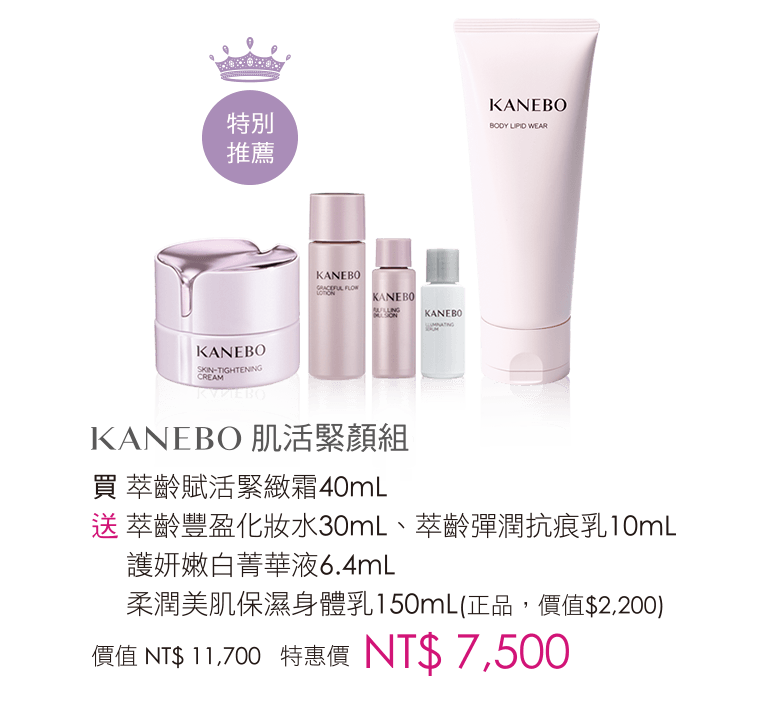 特別
推薦
KANEBO
BODY LIPID WEAR
KANEBO
GRACEFUL FLOW
LOTION
KANEBO
FULFILLING
EMULSION
KANEBO
ILLUMINATING
SERUM
KANEBO
SKIN-TIGHTENING
CREAM
KANEBO 肌活緊顏組
買 萃齡賦活緊緻霜40mL
送 萃齡豐盈化妝水30mL、萃齡彈潤抗痕乳10mL
護妍嫩白菁華液6.4mL
柔潤美肌保濕身體乳150mL(正品，價值$2,200)
價值 NT$ 11,700 特惠價 NT$ 7,500